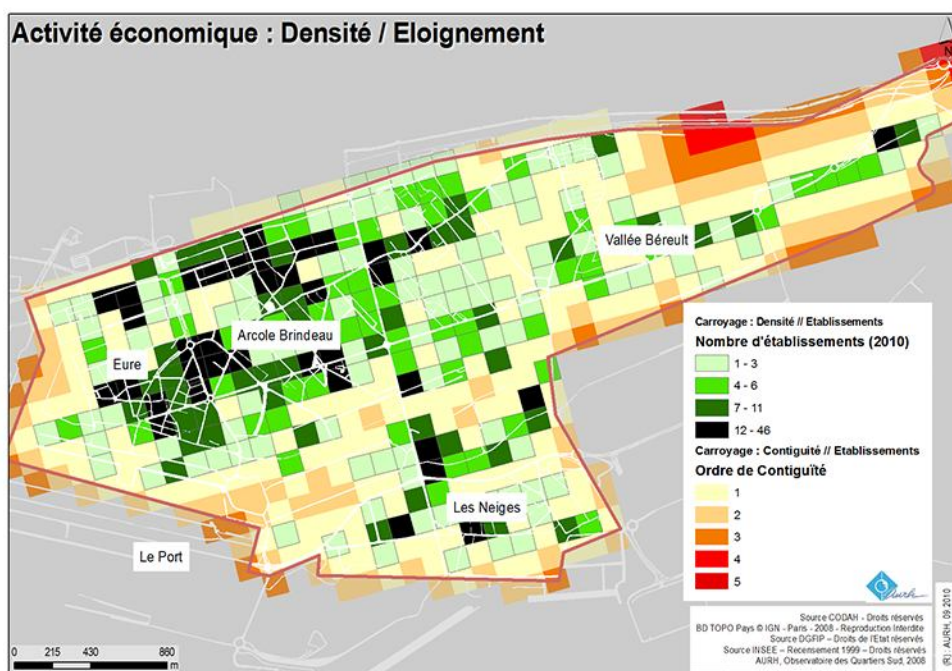 Activité économique : Densité / Eloignement
N
Vallée Béreult
Arcole Brindeau
Eure
Les Neiges
Le Port
Carroyage : Densité // Etablissements
Nombre d'établissements (2010)
1 - 3
4 - 6
7 - 11
12 - 46
Carroyage : Contiguité // Etablissements
Ordre de Contiguïté
1
2
3
4
5
aurh
Source CODAH - Droits réservés
BD TOPO Pays © IGN - Paris - 2008 - Reproduction Interdite
Source DGFIP – Droits de l'Etat réservés
Source INSEE – Recensement 1999 – Droits réservés
AURH, Observatoire des Quartiers Sud, 2008
AURH, 09.2010
0 215 430 860
m